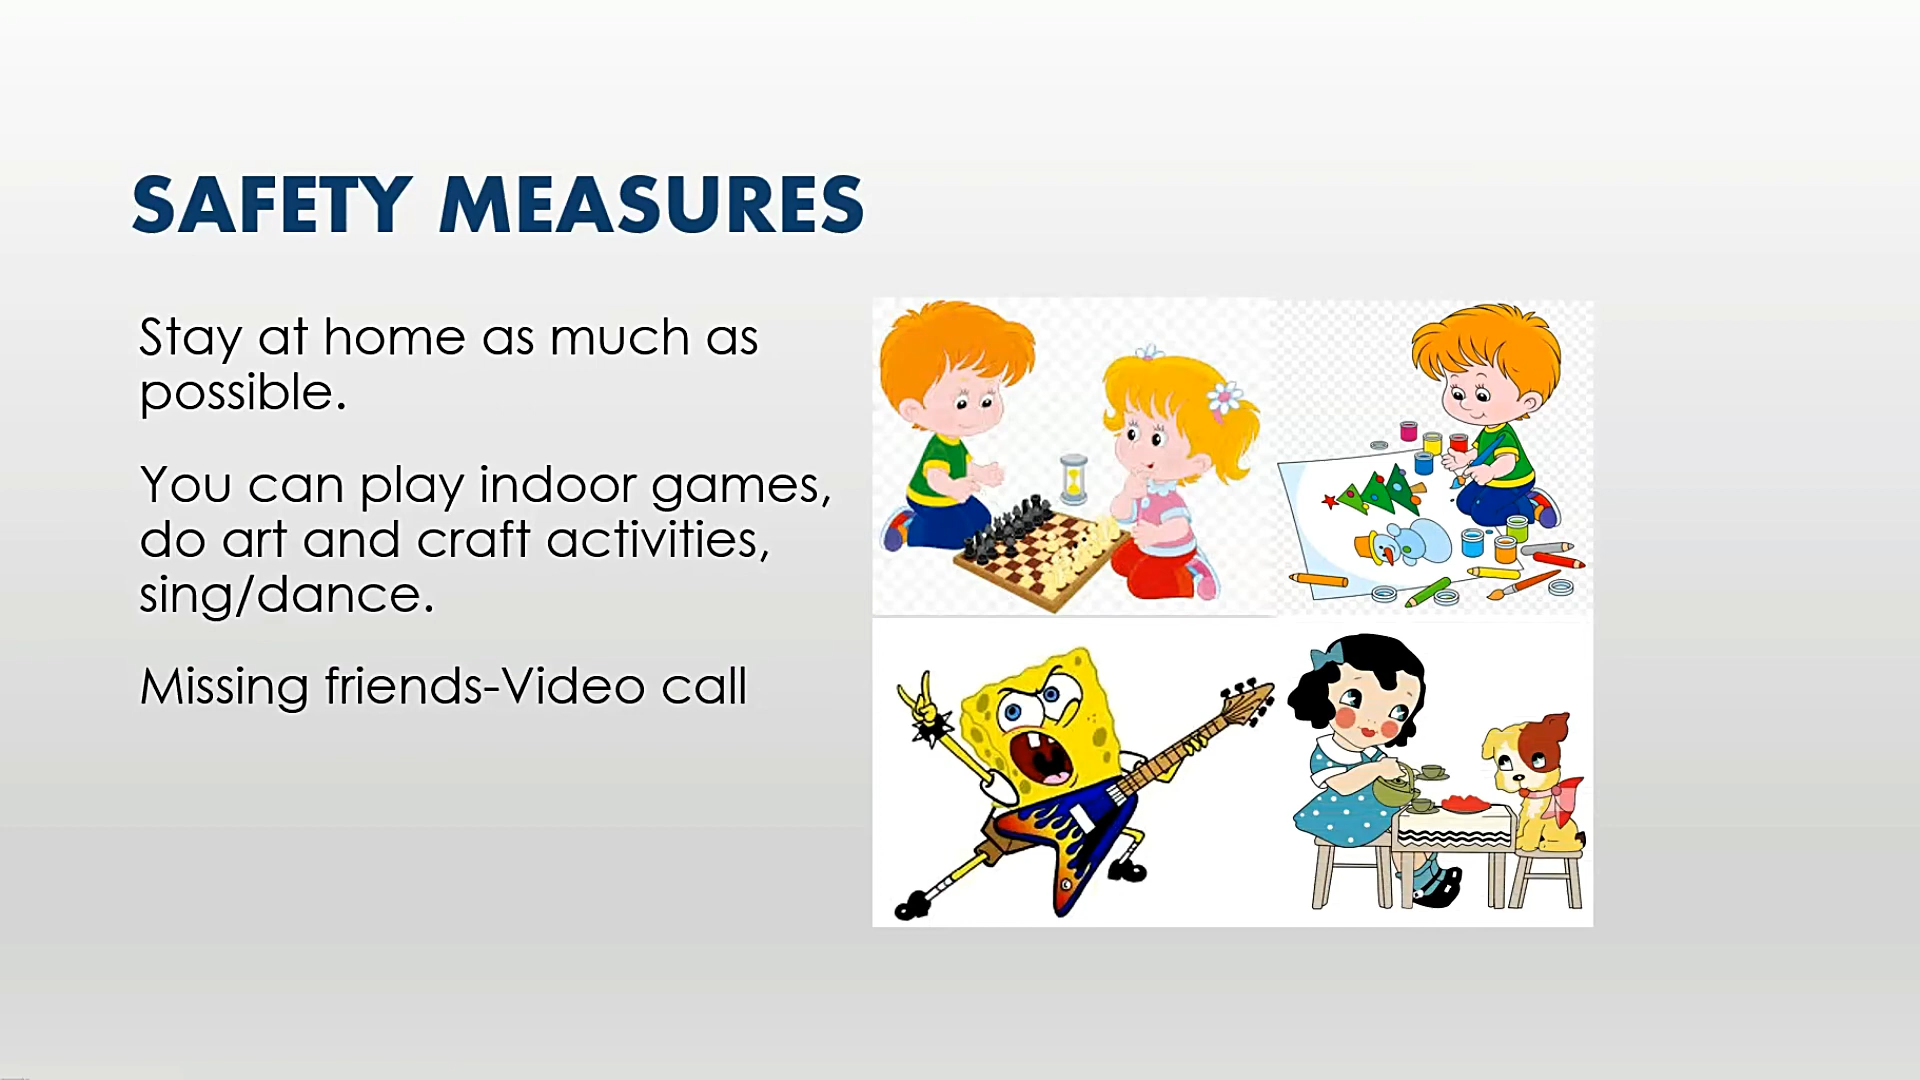 SAFETY MEASURES
Stay at home as much as
possible.
You can play indoor games,
do art and craft activities,
sing/dance.
Missing friends-Video call